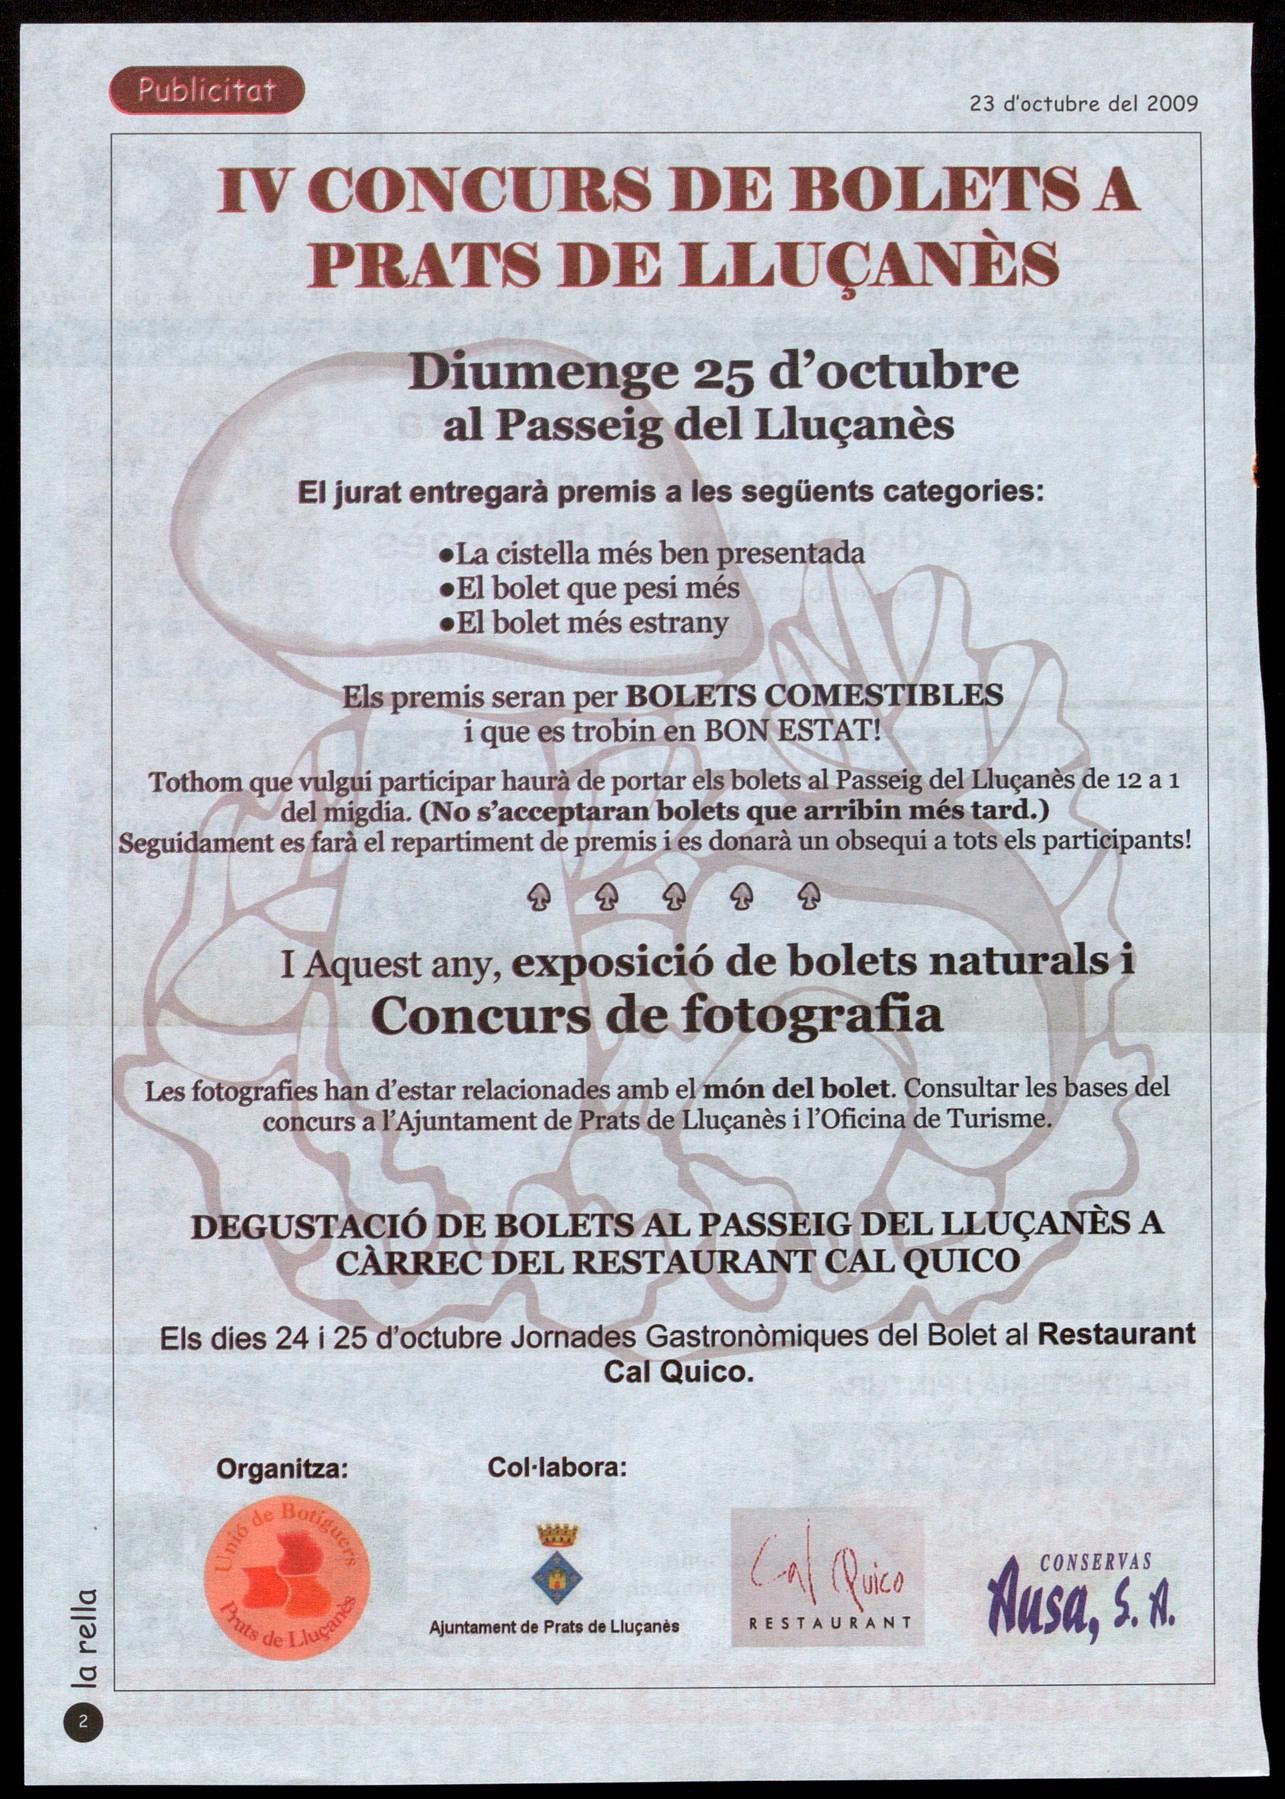 Publicitat
23 d'octubre del 2009
IV CONCURS DE BOLETS A
PRATS DE LLUÇANÈS
Diumenge 25 d'octubre
al Passeig del Lluçanès
El jurat entregarà premis a les següents categories:
●La cistella més ben presentada
●El bolet que pesi més
●El bolet més estrany
Els premis seran per BOLETS COMESTIBLES
i que es trobin en BON ESTAT!
Tothom que vulgui participar haurà de portar els bolets al Passeig del Lluçanès de 12 a 1
del migdia. (No s'acceptaran bolets que arribin més tard.)
Seguidament es farà el repartiment de premis i es donarà un obsequi a tots els participants!
I Aquest any, exposició de bolets naturals i
Concurs de fotografia
Les fotografies han d'estar relacionades amb el món del bolet. Consultar les bases del
concurs a l'Ajuntament de Prats de Lluçanès i l'Oficina de Turisme.
DEGUSTACIÓ DE BOLETS AL PASSEIG DEL LLUÇANÈS A
CÀRREC DEL RESTAURANT CAL QUICO
Els dies 24 i 25 d'octubre Jornades Gastronòmiques del Bolet al Restaurant
Cal Quico.
Organitza:
Col·labora:
Unió de Botiguers
Prats de Lluçanès
Ajuntament de Prats de Lluçanès
Cal Quico
RESTAURANT
CONSERVAS
Ausa, S. A.
la rella
2